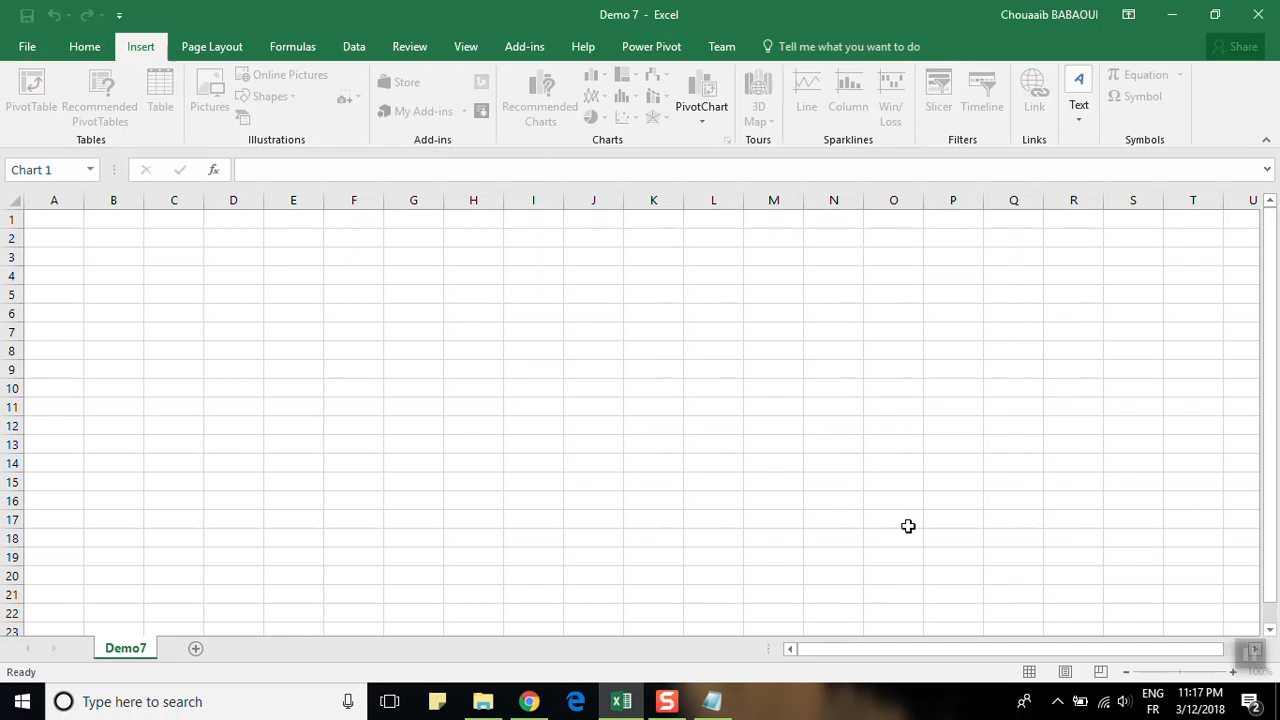 Demo 7 - Excel
Chouaaib BABAOUI
File Home Insert Page Layout Formulas Data Review View Add-ins Help Power Pivot Team Tell me what you want to do Share
PivotTable
Recommended PivotTables
Table
Pictures
Online Pictures
Shapes
Store
My Add-ins
Recommended Charts
PivotChart
3D Map
Line
Column
Win/ Loss
Slicer
Timeline
Link
Text
Equation
Symbol
Tables Illustrations Add-ins Charts Tours Sparklines Filters Links Symbols
Chart 1
fx
A B C D E F G H I J K L M N O P Q R S T U
1
2
3
4
5
6
7
8
9
10
11
12
13
14
15
16
17
18
19
20
21
22
23
Demo7
Ready
100%
Type here to search
ENG
FR
11:17 PM
3/12/2018
2